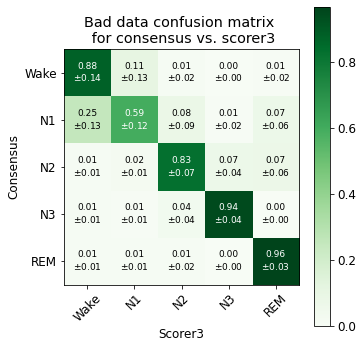 Bad data confusion matrix
for consensus vs. scorer3
Consensus
Wake
0.88 0.11 0.01 0.00 0.01
±0.14 ±0.13 ±0.02 ±0.00 ±0.02
N1
0.25 0.59 0.08 0.01 0.07
±0.13 ±0.12 ±0.09 ±0.02 ±0.06
N2
0.01 0.02 0.83 0.07 0.07
±0.01 ±0.01 ±0.07 ±0.04 ±0.06
N3
0.01 0.01 0.04 0.94 0.00
±0.01 ±0.01 ±0.04 ±0.04 ±0.00
REM
0.01 0.01 0.01 0.00 0.96
±0.01 ±0.01 ±0.02 ±0.00 ±0.03
Wake N1 N2 N3 REM
Scorer3
0.8
0.6
0.4
0.2
0.0